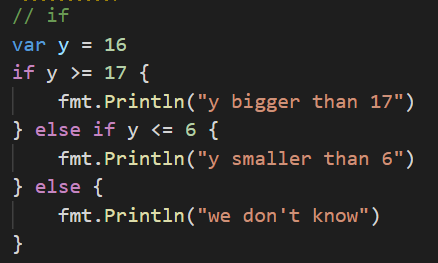 // if
var y = 16
if y >= 17 {
    fmt.Println("y bigger than 17")
} else if y <= 6 {
    fmt.Println("y smaller than 6")
} else {
    fmt.Println("we don't know")
}